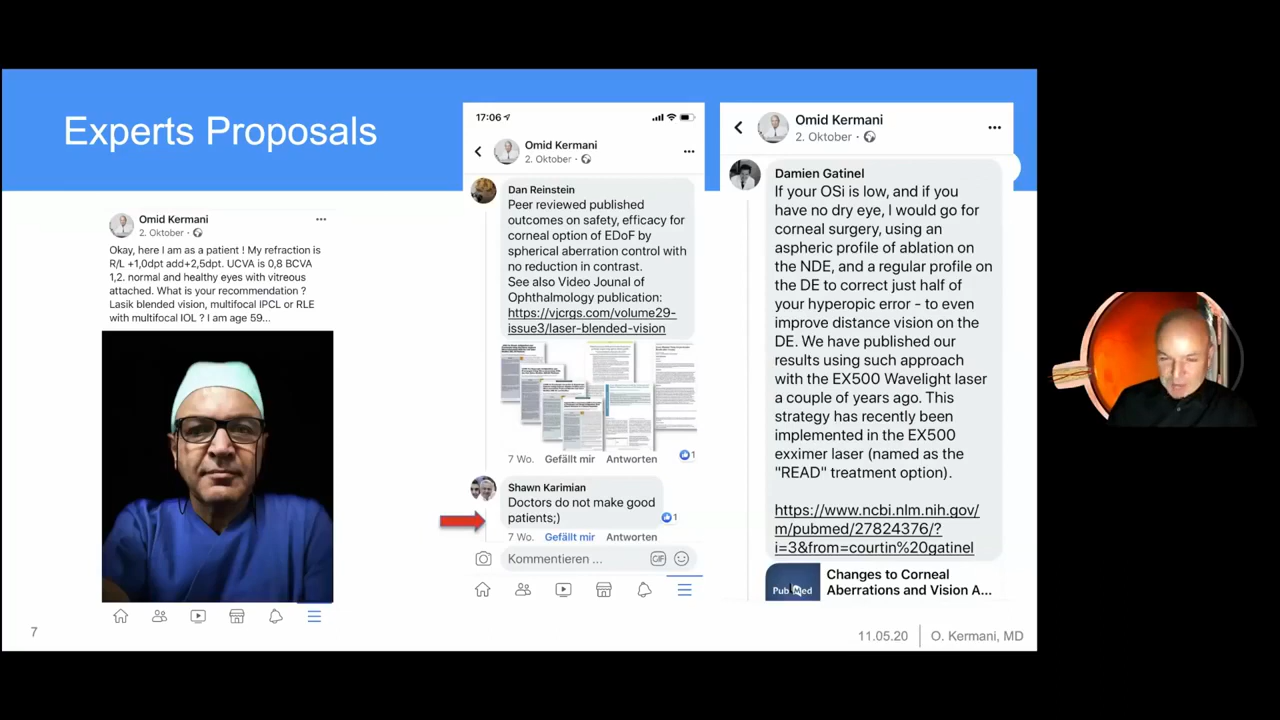 Experts Proposals
Omid Kermani
2. Oktober ·
Okay, here I am as a patient ! My refraction is
R/L +1,0dpt add+2,5dpt. UCVA is 0,8 BCVA
1,2. normal and healthy eyes with vitreous
attached. What is your recommendation ?
Lasik blended vision, multifocal IPCL or RLE
with multifocal IOL ? I am age 59...
17:06
Omid Kermani
2. Oktober ·
Dan Reinstein
Peer reviewed published
outcomes on safety, efficacy for
corneal option of EDoF by
spherical aberration control with
no reduction in contrast.
See also Video Jounal of
Ophthalmology publication:
https://vjcrgs.com/volume29-
issue3/laser-blended-vision
7 Wo. Gefällt mir Antworten 1
Shawn Karimian
Doctors do not make good
patients;)
1
7 Wo. Gefällt mir Antworten
Kommentieren ... GIF
Omid Kermani
2. Oktober ·
Damien Gatinel
If your OSi is low, and if you
have no dry eye, I would go for
corneal surgery, using an
aspheric profile of ablation on
the NDE, and a regular profile on
the DE to correct just half of
your hyperopic error - to even
improve distance vision on the
DE. We have published our
results using such approach
with the EX500 Wavelight laser
a couple of years ago. This
strategy has recently been
implemented in the EX500
exximer laser (named as the
"READ" treatment option).
https://www.ncbi.nlm.nih.gov/
m/pubmed/27824376/?
i=3&from=courtin%20gatinel
PubMed
Changes to Corneal
Aberrations and Vision A...
7
11.05.20 O. Kermani, MD